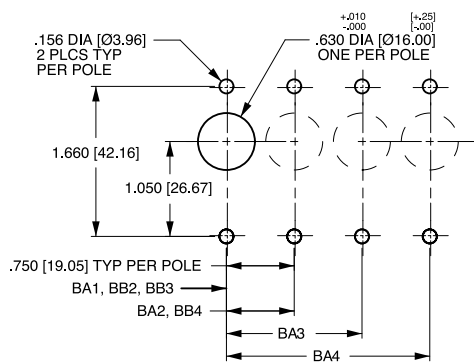 +.010 [+.25]
-.000 [-.00]
.156 DIA [Ø3.96]
2 PLCS TYP
PER POLE
.630 DIA [Ø16.00]
ONE PER POLE
1.660 [42.16]
1.050 [26.67]
.750 [19.05] TYP PER POLE
BA1, BB2, BB3
BA2, BB4
BA3
BA4